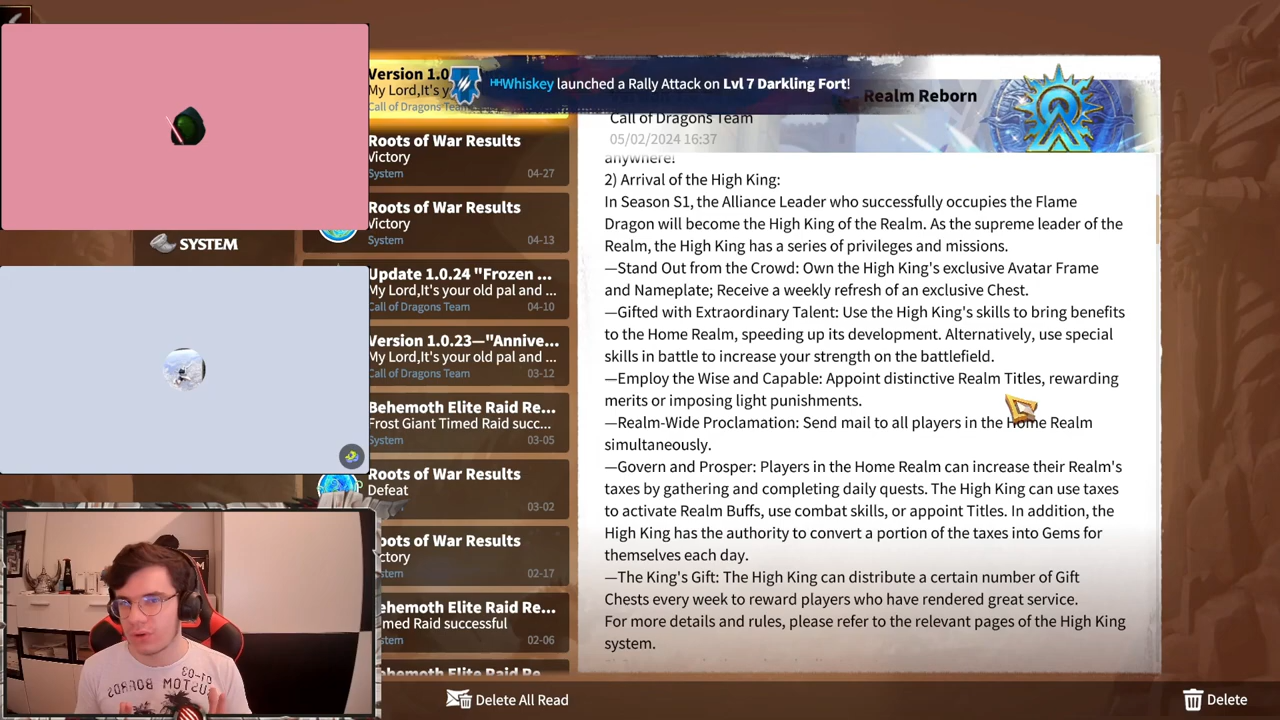 Version 1.0
My Lord,It's y
Call of Dragons Team
Roots of War Results
Victory
System 04-27
Roots of War Results
Victory
System 04-13
SYSTEM
Update 1.0.24 "Frozen ...
My Lord,It's your old pal and ...
Call of Dragons Team 04-10
Version 1.0.23—"Annive...
My Lord,It's your old pal and ...
Call of Dragons Team 03-12
Behemoth Elite Raid Re...
Frost Giant Timed Raid succ...
System 03-05
Roots of War Results
Defeat
03-02
oots of War Results
ctory
stem 02-17
ehemoth Elite Raid Re...
med Raid successful
stem 02-06
ehemoth Elite Raid Re...
HHWhiskey launched a Rally Attack on Lvl 7 Darkling Fort!
Realm Reborn
Call of Dragons Team
05/02/2024 16:37
anywhere!
2) Arrival of the High King:
In Season S1, the Alliance Leader who successfully occupies the Flame
Dragon will become the High King of the Realm. As the supreme leader of the
Realm, the High King has a series of privileges and missions.
—Stand Out from the Crowd: Own the High King's exclusive Avatar Frame
and Nameplate; Receive a weekly refresh of an exclusive Chest.
—Gifted with Extraordinary Talent: Use the High King's skills to bring benefits
to the Home Realm, speeding up its development. Alternatively, use special
skills in battle to increase your strength on the battlefield.
—Employ the Wise and Capable: Appoint distinctive Realm Titles, rewarding
merits or imposing light punishments.
—Realm-Wide Proclamation: Send mail to all players in the Home Realm
simultaneously.
—Govern and Prosper: Players in the Home Realm can increase their Realm's
taxes by gathering and completing daily quests. The High King can use taxes
to activate Realm Buffs, use combat skills, or appoint Titles. In addition, the
High King has the authority to convert a portion of the taxes into Gems for
themselves each day.
—The King's Gift: The High King can distribute a certain number of Gift
Chests every week to reward players who have rendered great service.
For more details and rules, please refer to the relevant pages of the High King
system.
Delete All Read
Delete